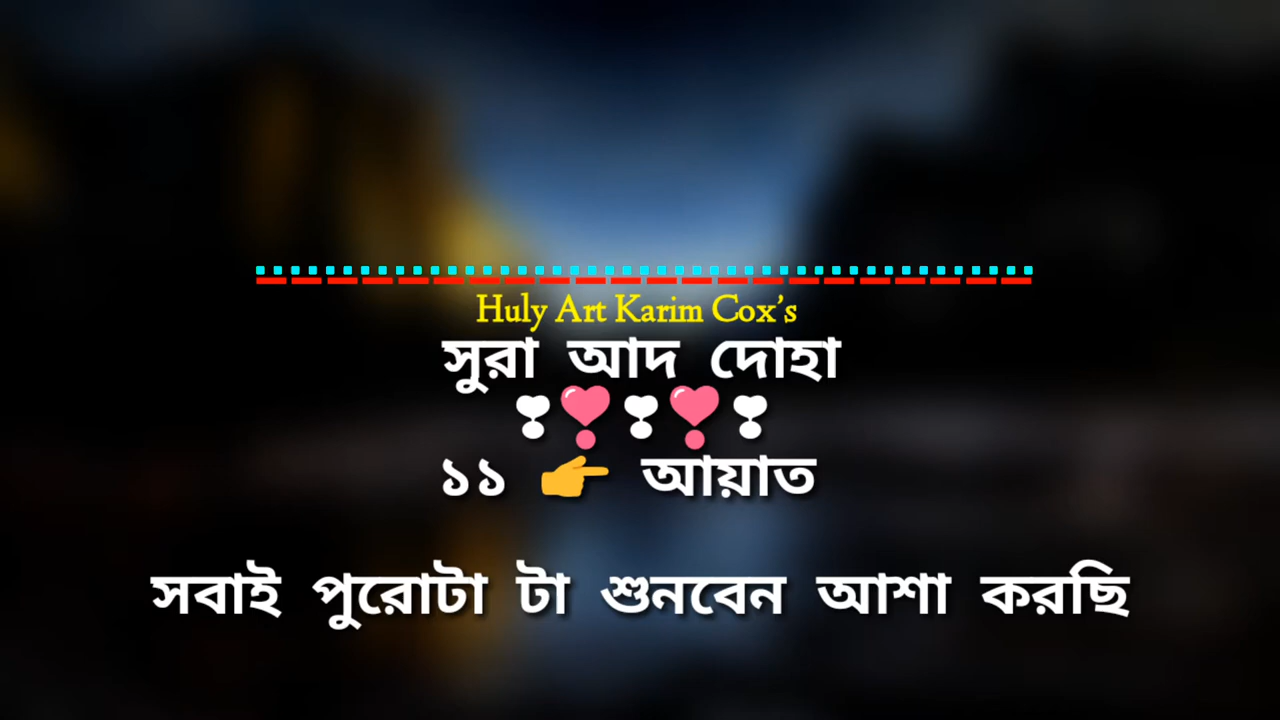 Huly Art Karim Cox's
সুরা আদ দোহা
❣❣️❣❣️❣
১১ 👉 আয়াত
সবাই পুরোটা টা শুনবেন আশা করছি